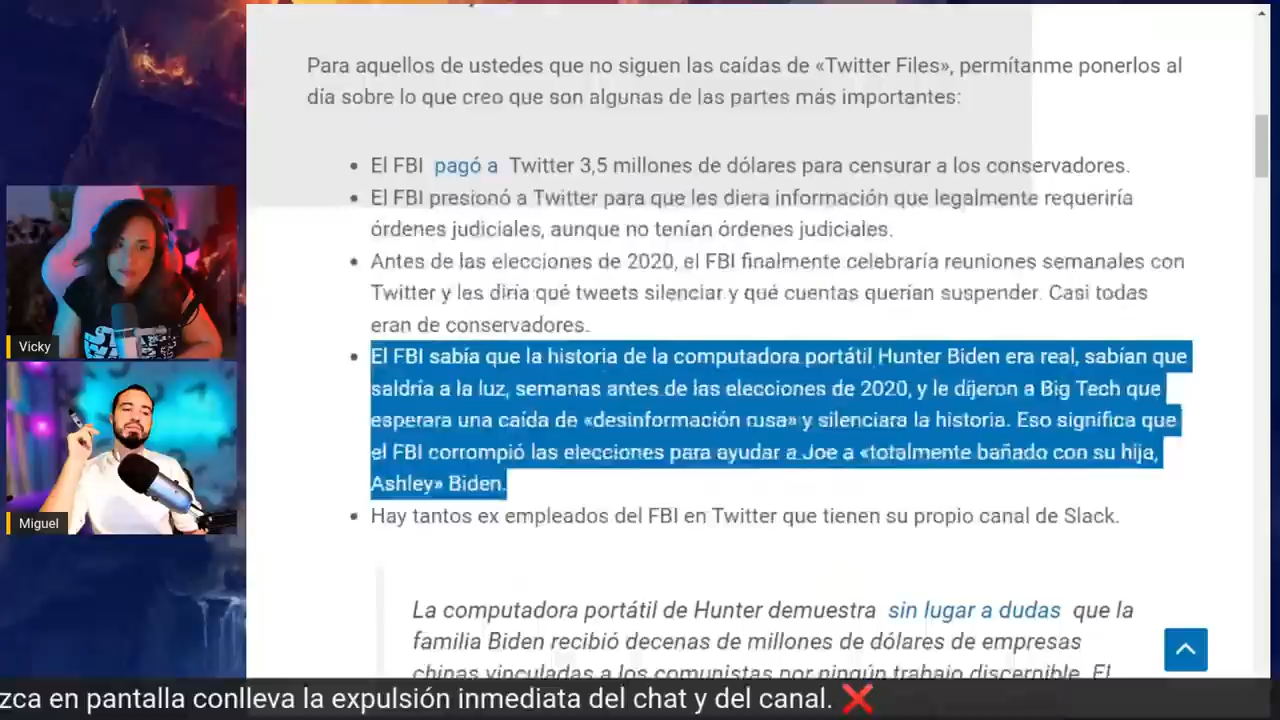 Para aquellos de ustedes que no siguen las caídas de «Twitter Files», permítanme ponerlos al
día sobre lo que creo que son algunas de las partes más importantes:
• El FBI pagó a Twitter 3,5 millones de dólares para censurar a los conservadores.
• El FBI presionó a Twitter para que les diera información que legalmente requeriría
órdenes judiciales, aunque no tenían órdenes judiciales.
• Antes de las elecciones de 2020, el FBI finalmente celebraría reuniones semanales con
Twitter y les diría qué tweets silenciar y qué cuentas querían suspender. Casi todas
eran de conservadores.
• El FBI sabía que la historia de la computadora portátil Hunter Biden era real, sabían que
saldría a la luz, semanas antes de las elecciones de 2020, y le dijeron a Big Tech que
esperara una caída de «desinformación rusa» y silenciara la historia. Eso significa que
el FBI corrompió las elecciones para ayudar a Joe a «totalmente bañado con su hija,
Ashley» Biden.
• Hay tantos ex empleados del FBI en Twitter que tienen su propio canal de Slack.
La computadora portátil de Hunter demuestra sin lugar a dudas que la
familia Biden recibió decenas de millones de dólares de empresas
chinas vinculadas a los comunistas por ningún trabajo discernible. El
Vicky
Miguel
zca en pantalla conlleva la expulsión inmediata del chat y del canal. ❌